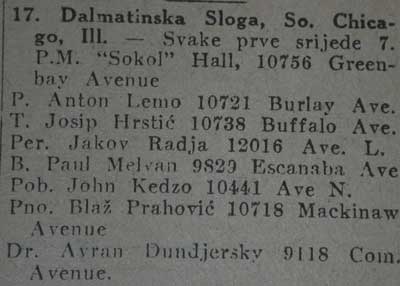 17. Dalmatinska Sloga, So. Chica-
go, Ill. — Svake prve srijede 7.
P.M. "Sokol" Hall, 10756 Green-
bay Avenue
P. Anton Lemo 10721 Burlay Ave.
T. Josip Hrstić 10738 Buffalo Ave.
Per. Jakov Radja 12016 Ave. L.
B. Paul Melvan 9829 Escanaba Ave
Pob. John Kedzo 10441 Ave N.
Pno. Blaž Prahović 10718 Mackinaw
Avenue
Dr. Avran Dundjersky 9118 Com.
Avenue.